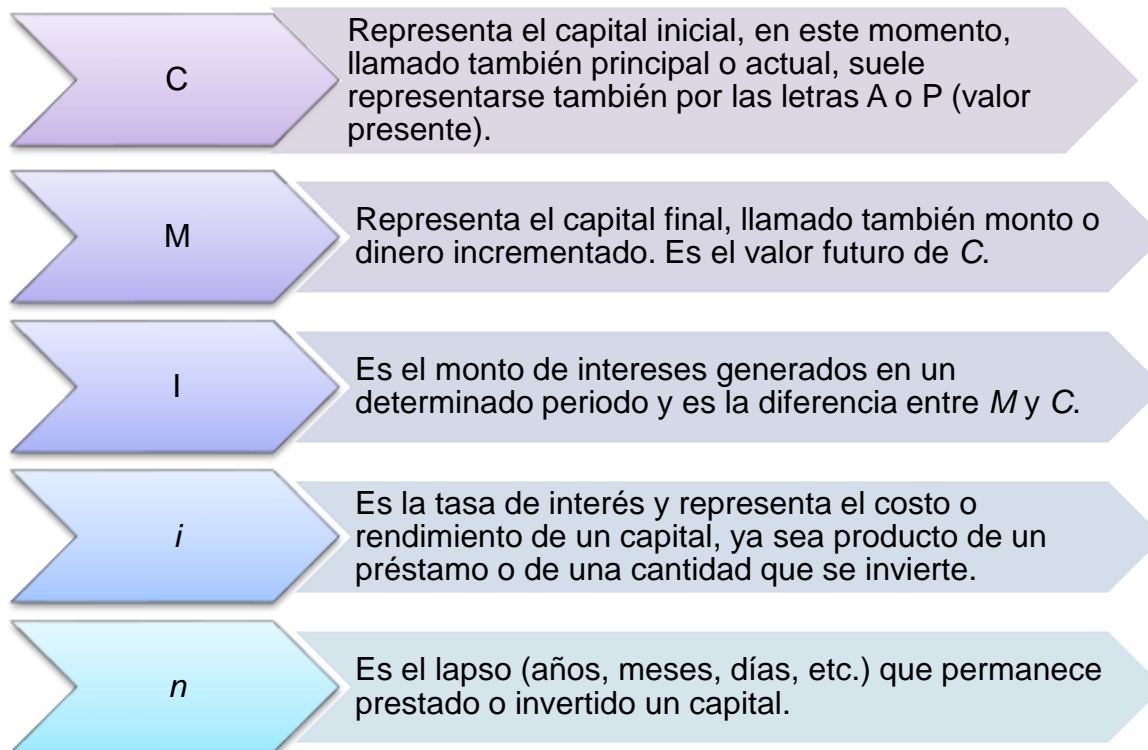 C
Representa el capital inicial, en este momento,
llamado también principal o actual, suele
representarse también por las letras A o P (valor
presente).
M
Representa el capital final, llamado también monto o
dinero incrementado. Es el valor futuro de C.
I
Es el monto de intereses generados en un
determinado periodo y es la diferencia entre M y C.
i
Es la tasa de interés y representa el costo o
rendimiento de un capital, ya sea producto de un
préstamo o de una cantidad que se invierte.
n
Es el lapso (años, meses, días, etc.) que permanece
prestado o invertido un capital.